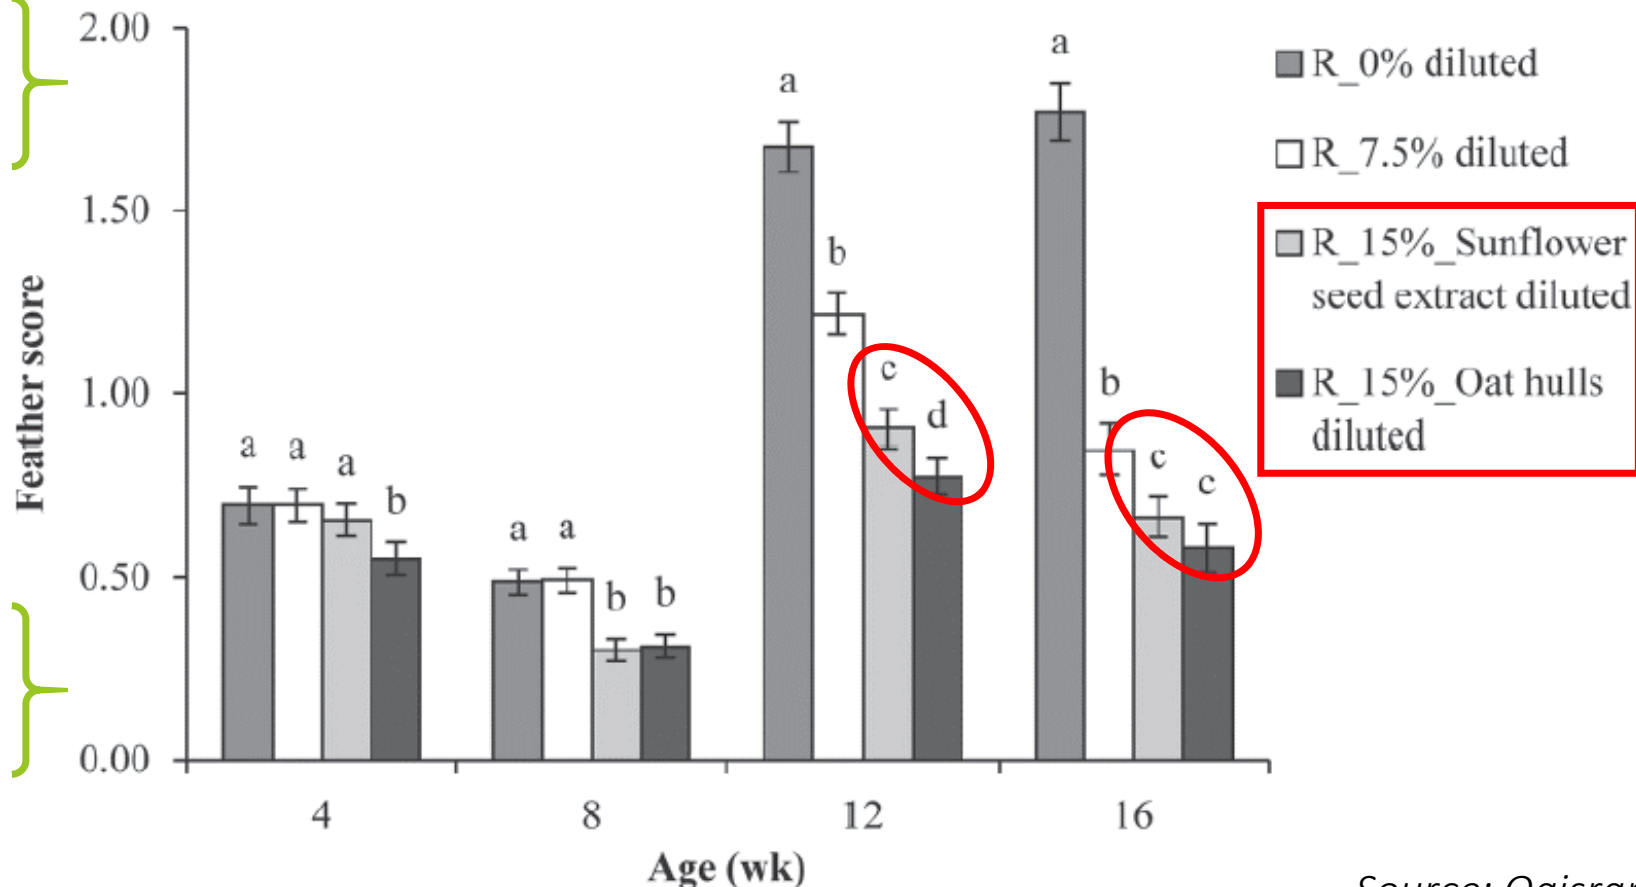 2.00
1.50
1.00
0.50
0.00
Feather score
a a a b
a a b b
a b c d
a b c c
4 8 12 16
Age (wk)
R_0% diluted
R_7.5% diluted
R_15%_Sunflower
seed extract diluted
R_15%_Oat hulls
diluted
Source: